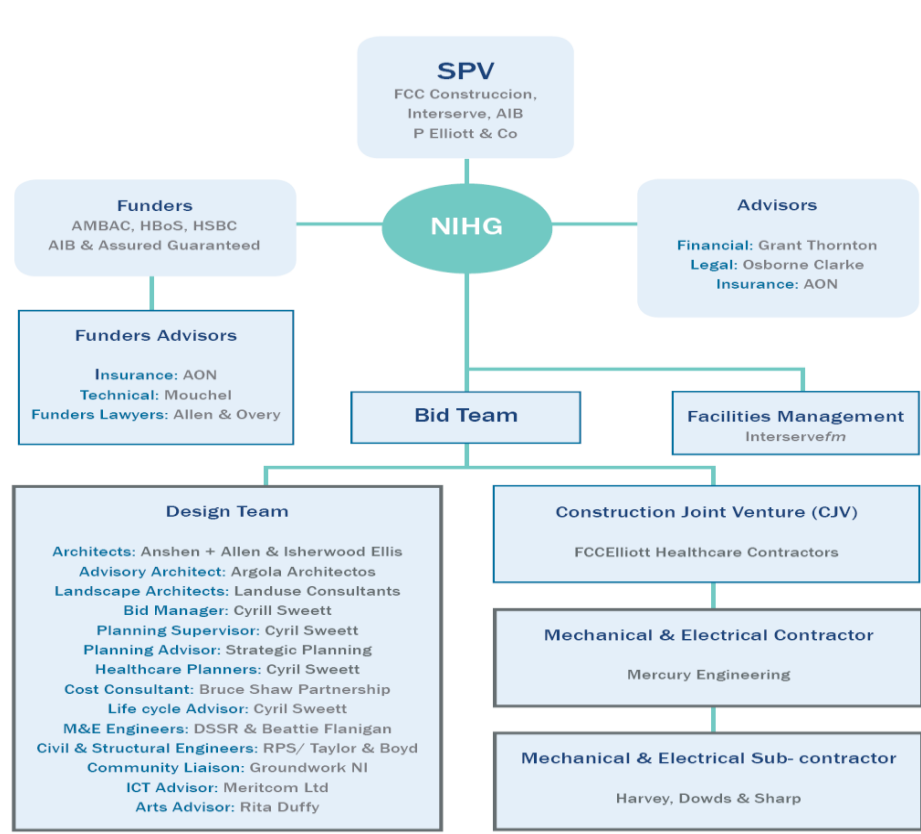 SPV
FCC Construccion,
Interserve, AIB
P Elliott & Co
NIHG
Funders
AMBAC, HBoS, HSBC
AIB & Assured Guaranteed
Advisors
Financial: Grant Thornton
Legal: Osborne Clarke
Insurance: AON
Funders Advisors
Insurance: AON
Technical: Mouchel
Funders Lawyers: Allen & Overy
Bid Team
Facilities Management
Interservefm
Design Team
Architects: Anshen + Allen & Isherwood Ellis
Advisory Architect: Argola Architectos
Landscape Architects: Landuse Consultants
Bid Manager: Cyrill Sweett
Planning Supervisor: Cyril Sweett
Planning Advisor: Strategic Planning
Healthcare Planners: Cyril Sweett
Cost Consultant: Bruce Shaw Partnership
Life cycle Advisor: Cyril Sweett
M&E Engineers: DSSR & Beattie Flanigan
Civil & Structural Engineers: RPS/ Taylor & Boyd
Community Liaison: Groundwork NI
ICT Advisor: Meritcom Ltd
Arts Advisor: Rita Duffy
Construction Joint Venture (CJV)
FCCElliott Healthcare Contractors
Mechanical & Electrical Contractor
Mercury Engineering
Mechanical & Electrical Sub- contractor
Harvey, Dowds & Sharp